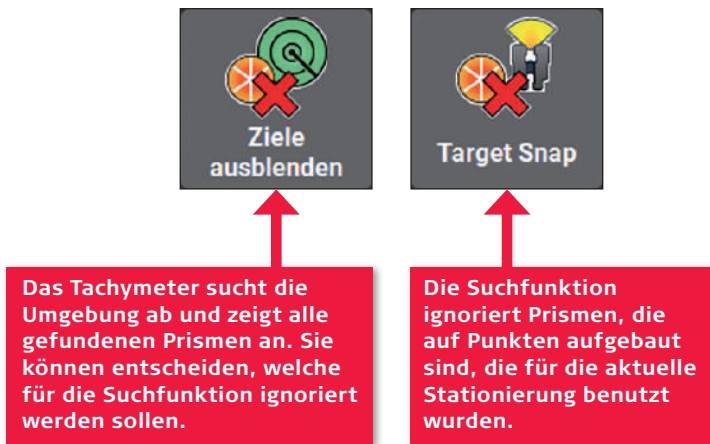 Ziele
ausblenden
Target Snap
Das Tachymeter sucht die
Umgebung ab und zeigt alle
gefundenen Prismen an. Sie
können entscheiden, welche
für die Suchfunktion ignoriert
werden sollen.
Die Suchfunktion
ignoriert Prismen, die
auf Punkten aufgebaut
sind, die für die aktuelle
Stationierung benutzt
wurden.